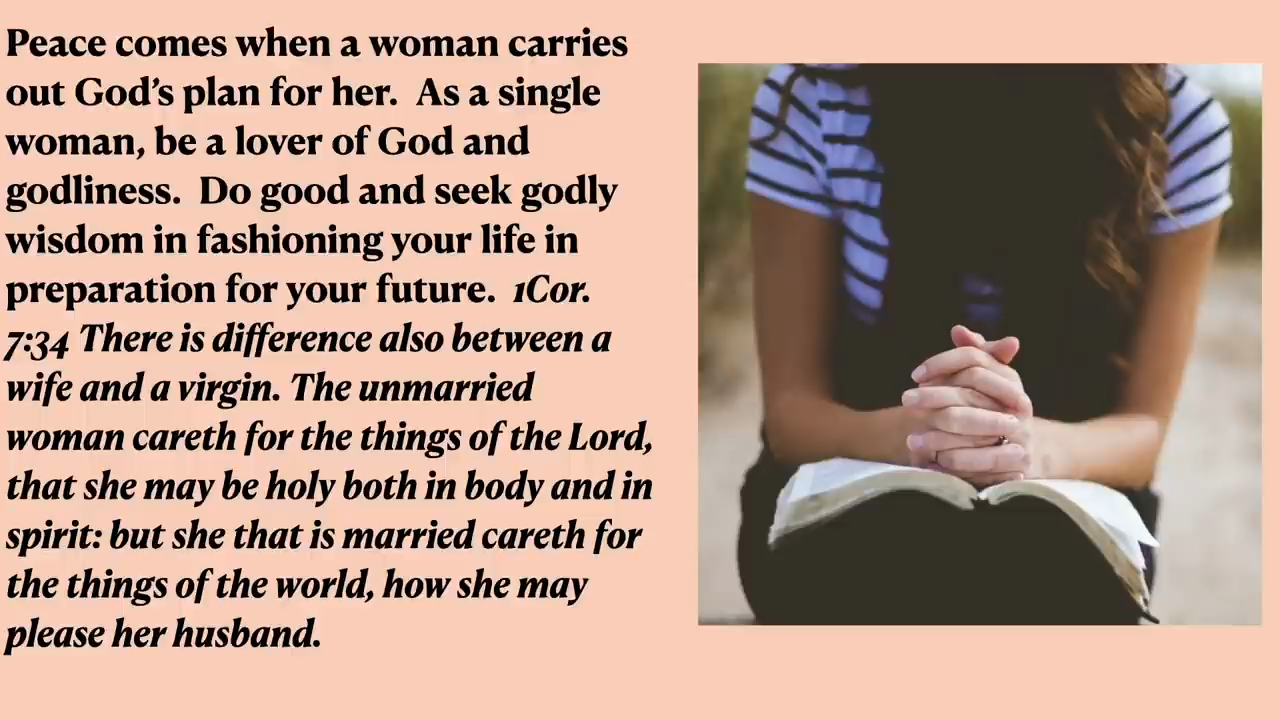 Peace comes when a woman carries
out God’s plan for her.  As a single
woman, be a lover of God and
godliness.  Do good and seek godly
wisdom in fashioning your life in
preparation for your future.  1Cor.
7:34 There is difference also between a
wife and a virgin. The unmarried
woman careth for the things of the Lord,
that she may be holy both in body and in
spirit: but she that is married careth for
the things of the world, how she may
please her husband.